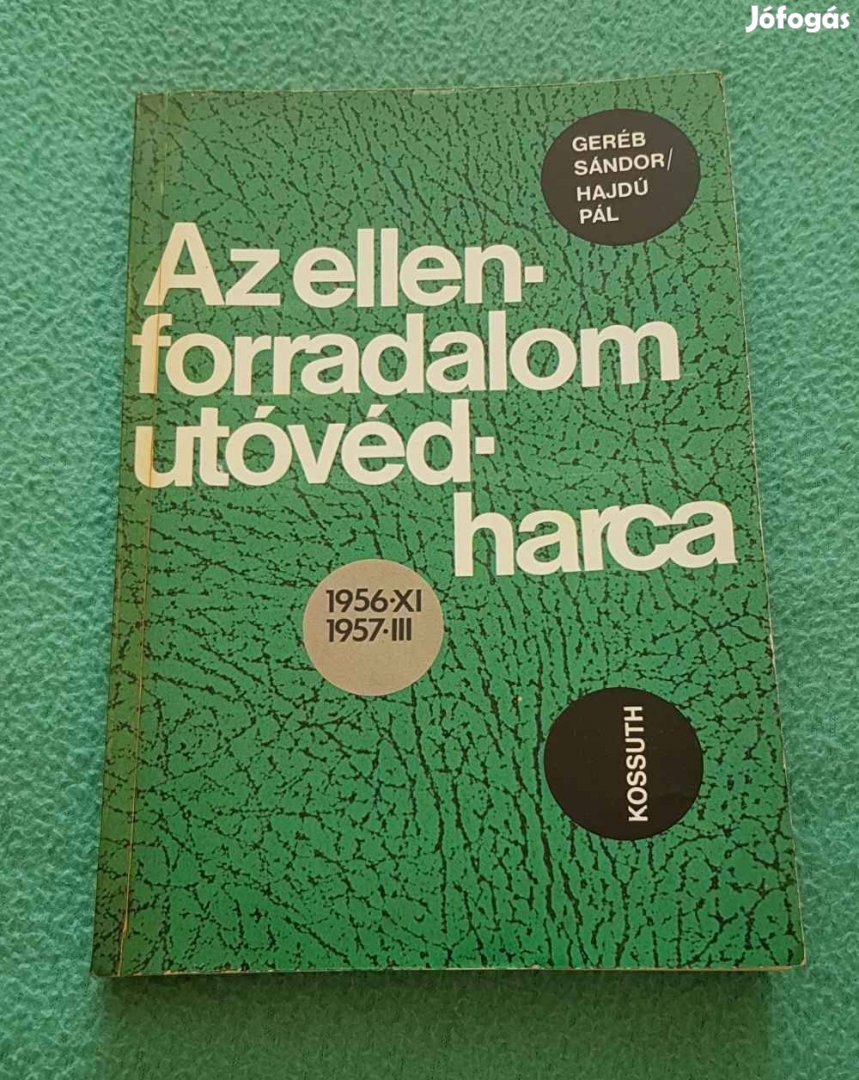 Jófogás
GERÉB
SÁNDOR/
HAJDÚ
PÁL
Az ellen-
forradalom
utóvéd-
harca
1956·XI
1957·III
KOSSUTH